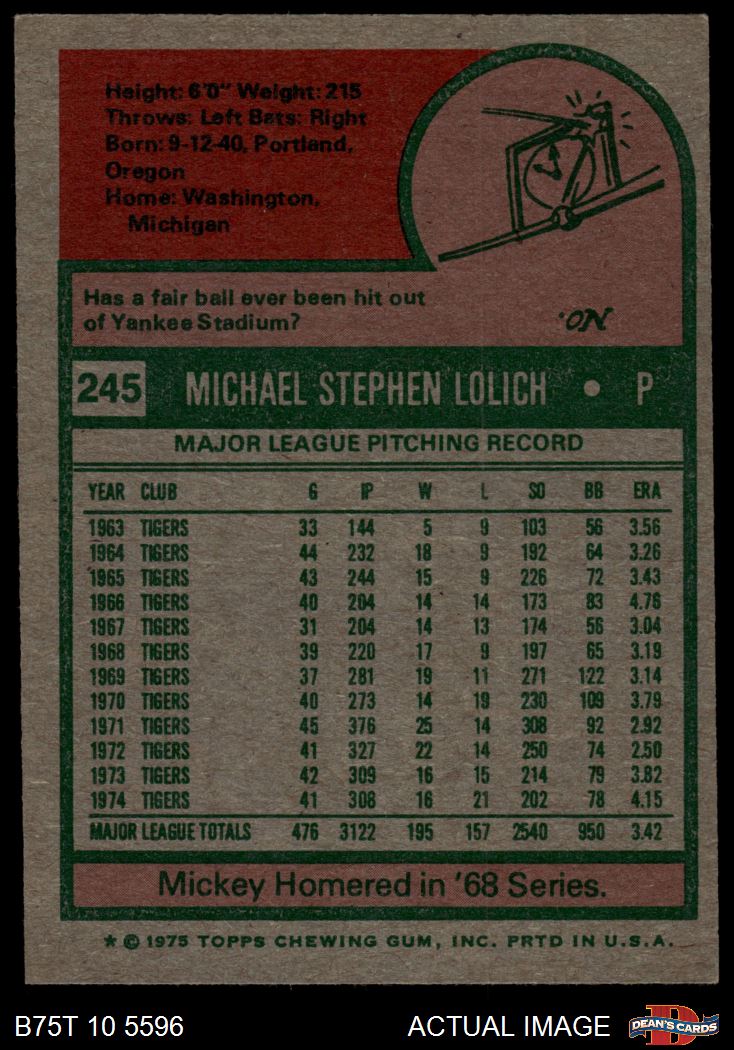 Height: 6'0" Weight: 215
Throws: Left Bats: Right
Born: 9-12-40, Portland,
Oregon
Home: Washington,
Michigan
Has a fair ball ever been hit out
of Yankee Stadium?
No.
245 MICHAEL STEPHEN LOLICH • P
MAJOR LEAGUE PITCHING RECORD
YEAR CLUB G IP W L SO BB ERA
1963 TIGERS 33 144 5 9 103 56 3.56
1964 TIGERS 44 232 18 9 192 64 3.26
1965 TIGERS 43 244 15 9 226 72 3.43
1966 TIGERS 40 204 14 14 173 83 4.76
1967 TIGERS 31 204 14 13 174 56 3.04
1968 TIGERS 39 220 17 9 197 65 3.19
1969 TIGERS 37 281 19 11 271 122 3.14
1970 TIGERS 40 273 14 19 230 109 3.79
1971 TIGERS 45 376 25 14 308 92 2.92
1972 TIGERS 41 327 22 14 250 74 2.50
1973 TIGERS 42 309 16 15 214 79 3.82
1974 TIGERS 41 308 16 21 202 78 4.15
MAJOR LEAGUE TOTALS 476 3122 195 157 2540 950 3.42
Mickey Homered in '68 Series.
* © 1975 TOPPS CHEWING GUM, INC. PRTD IN U.S.A.
B75T 10 5596 ACTUAL IMAGE D DEAN'S CARDS